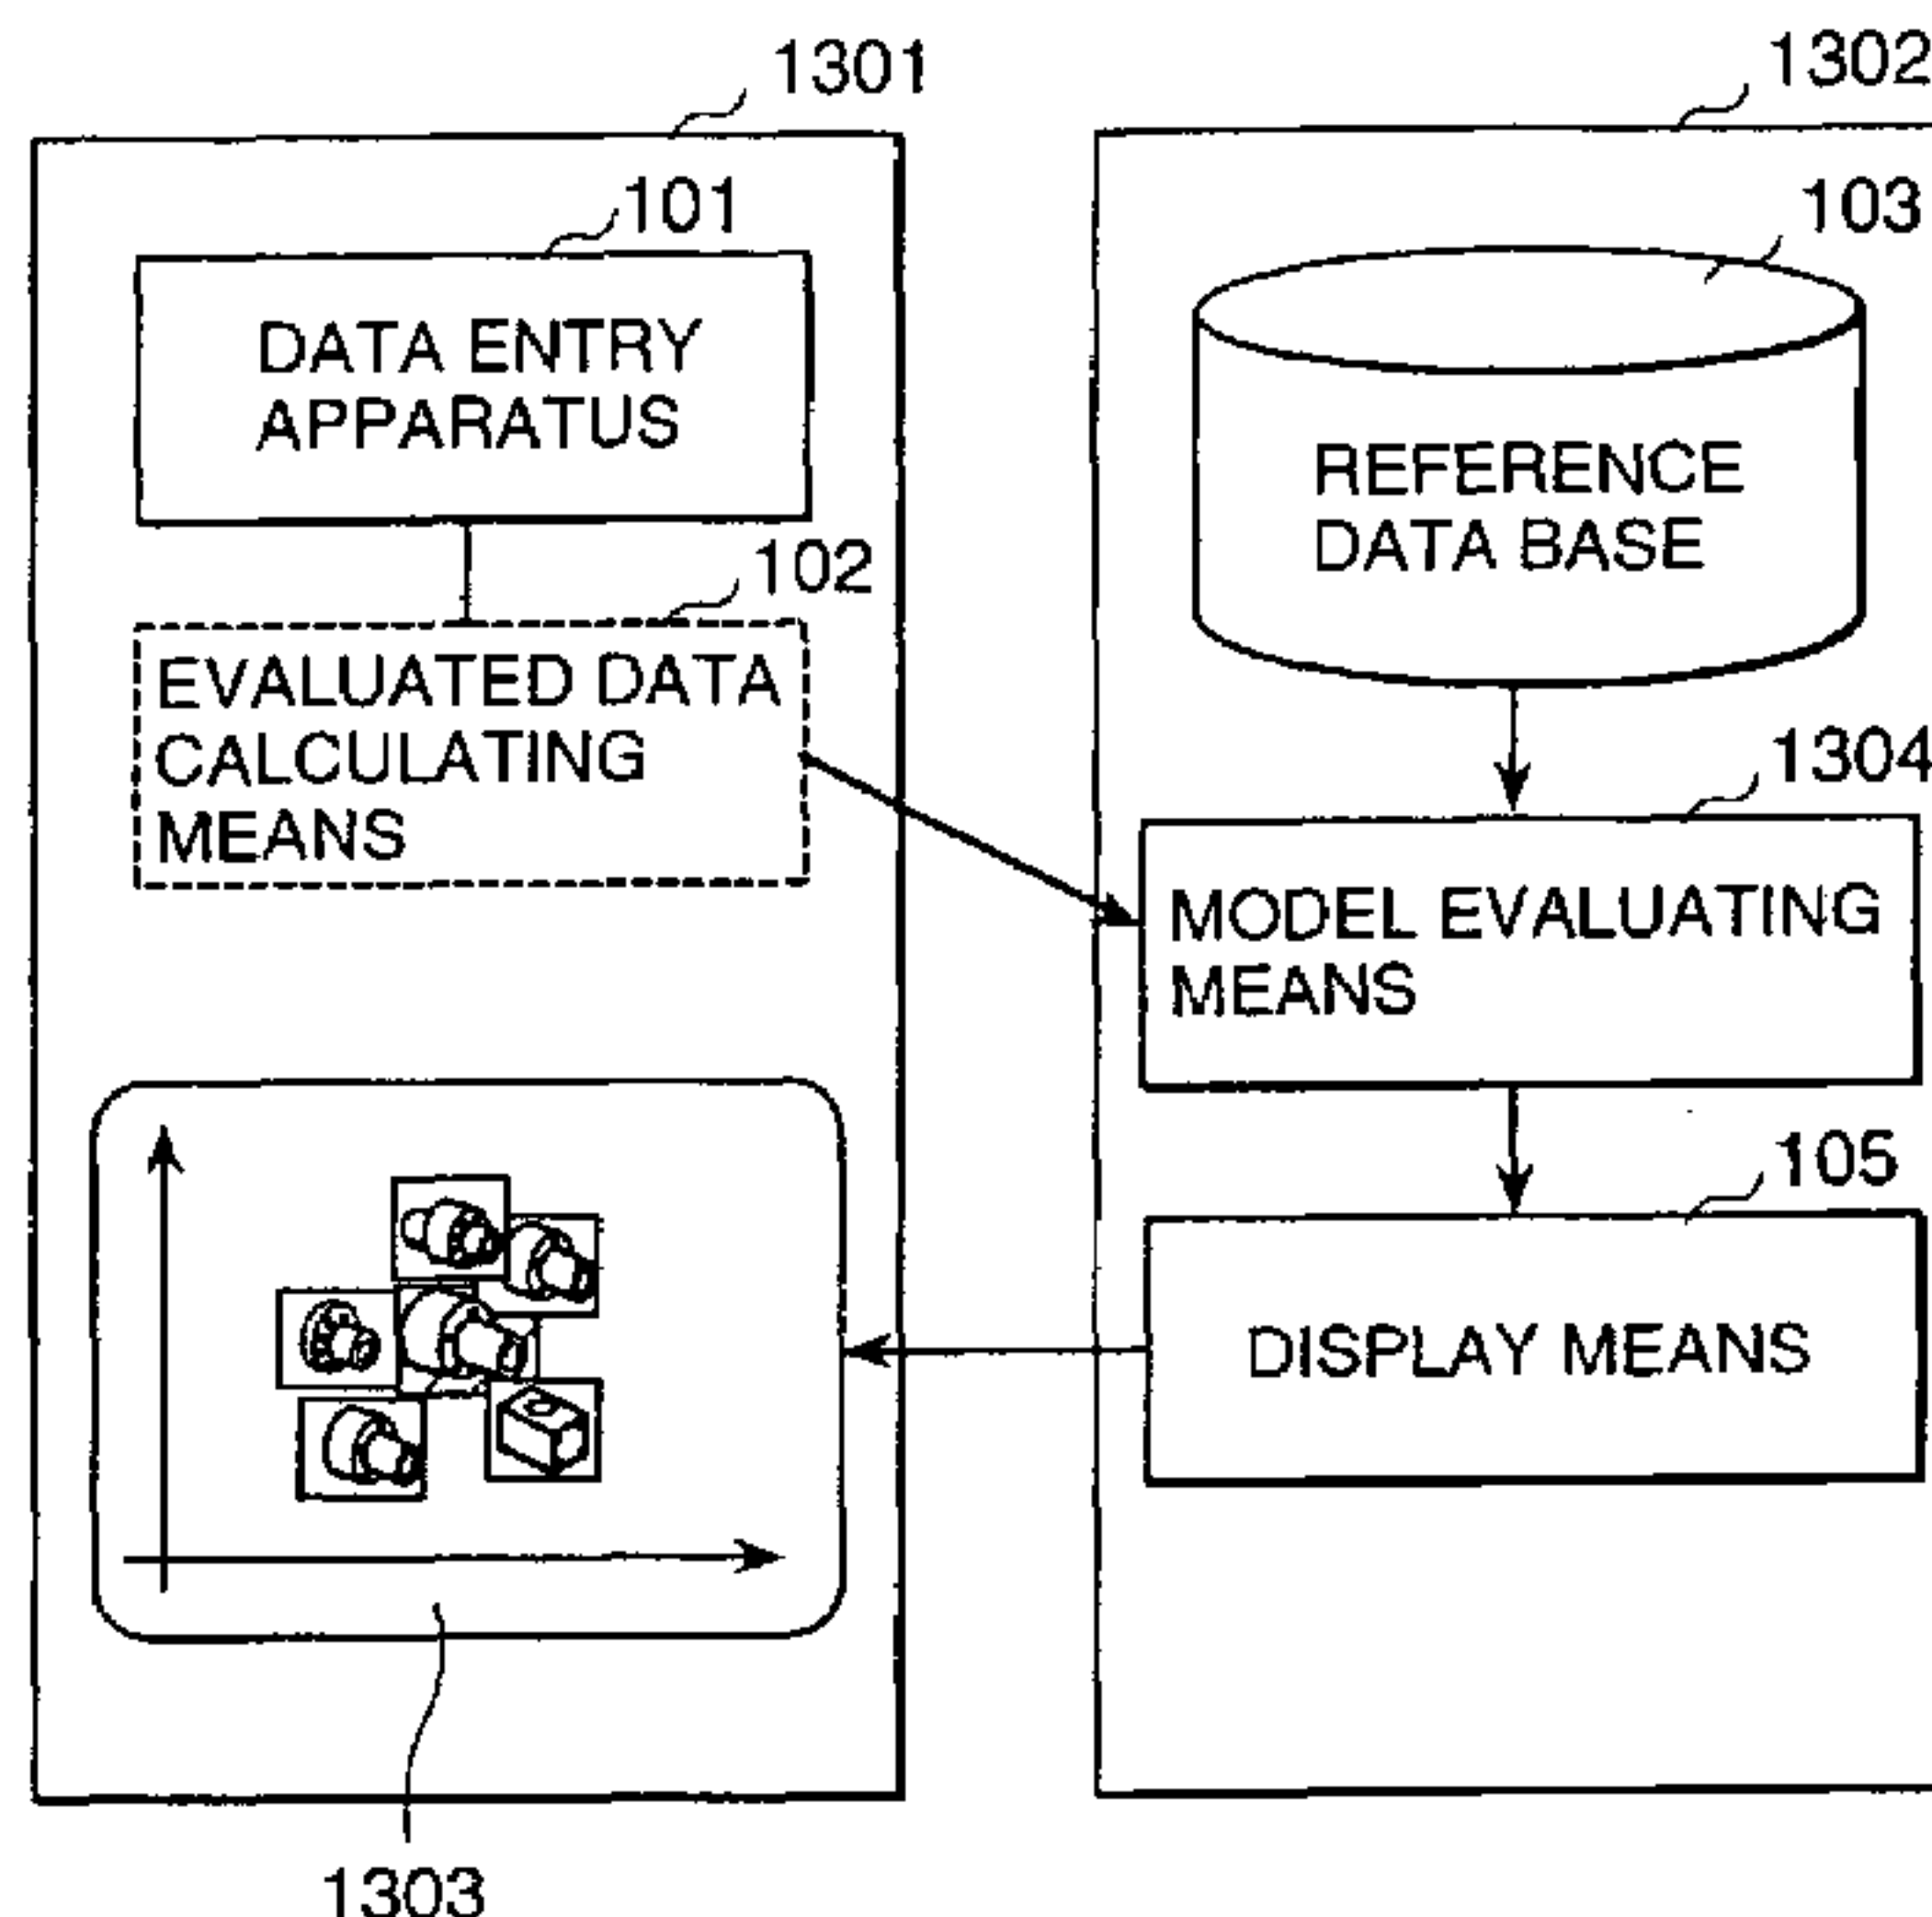 1301
101
DATA ENTRY
APPARATUS
102
EVALUATED DATA
CALCULATING
MEANS
1303
1302
103
REFERENCE
DATA BASE
1304
MODEL EVALUATING
MEANS
105
DISPLAY MEANS